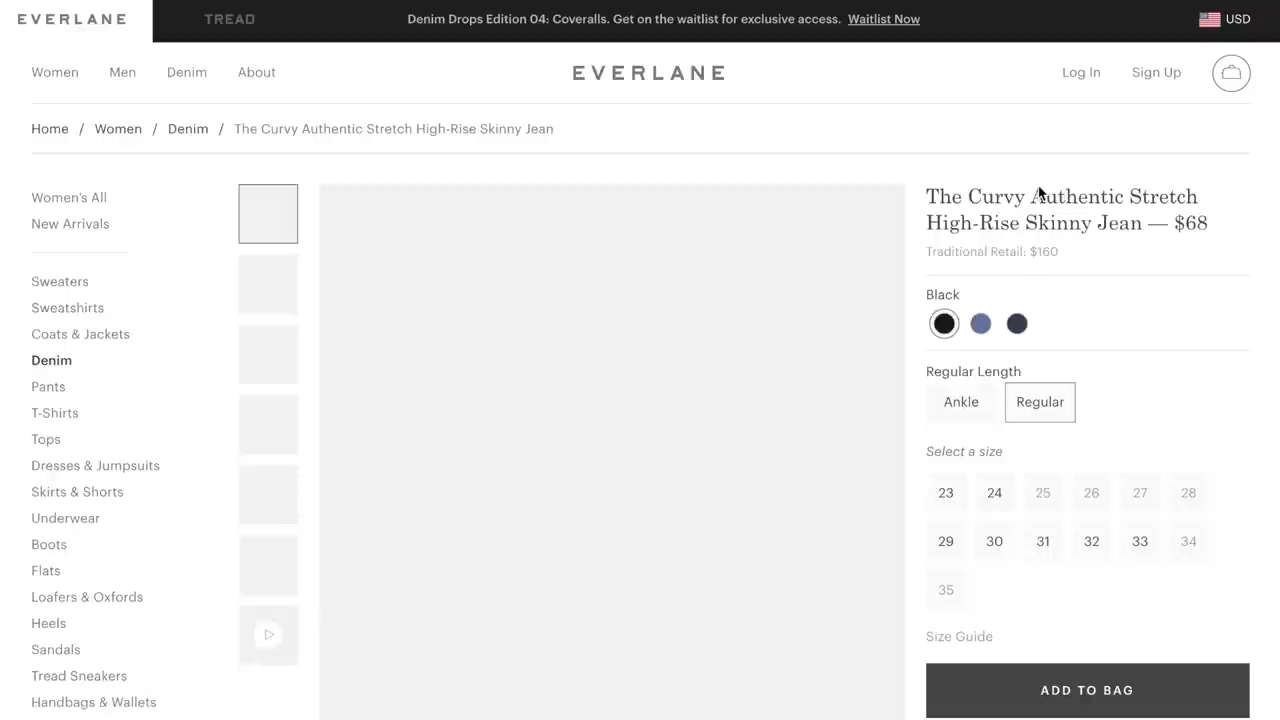 EVERLANE
TREAD
Denim Drops Edition 04: Coveralls. Get on the waitlist for exclusive access. Waitlist Now
USD
Women Men Denim About
EVERLANE
Log In Sign Up
Home / Women / Denim / The Curvy Authentic Stretch High-Rise Skinny Jean
Women's All
New Arrivals
Sweaters
Sweatshirts
Coats & Jackets
Denim
Pants
T-Shirts
Tops
Dresses & Jumpsuits
Skirts & Shorts
Underwear
Boots
Flats
Loafers & Oxfords
Heels
Sandals
Tread Sneakers
Handbags & Wallets
The Curvy Authentic Stretch
High-Rise Skinny Jean — $68
Traditional Retail: $160
Black
Regular Length
Ankle Regular
Select a size
23 24 25 26 27 28
29 30 31 32 33 34
35
Size Guide
ADD TO BAG